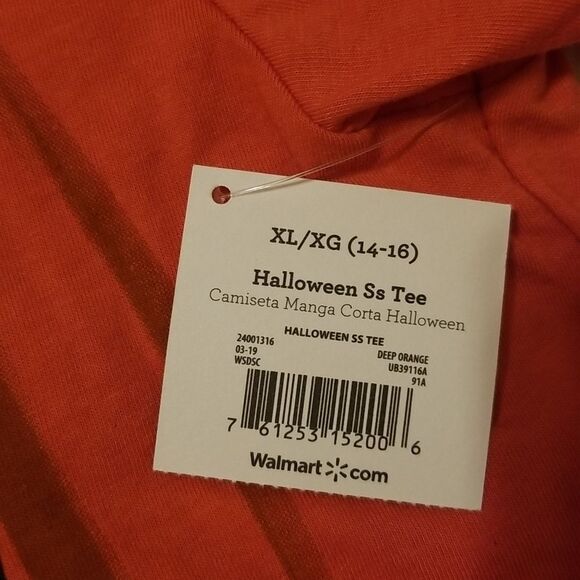 XL/XG (14-16)
Halloween Ss Tee
Camiseta Manga Corta Halloween
HALLOWEEN SS TEE
24001316
03-19
WSDSC
DEEP ORANGE
UB39116A
91A
7 61253 15200 6
Walmart com